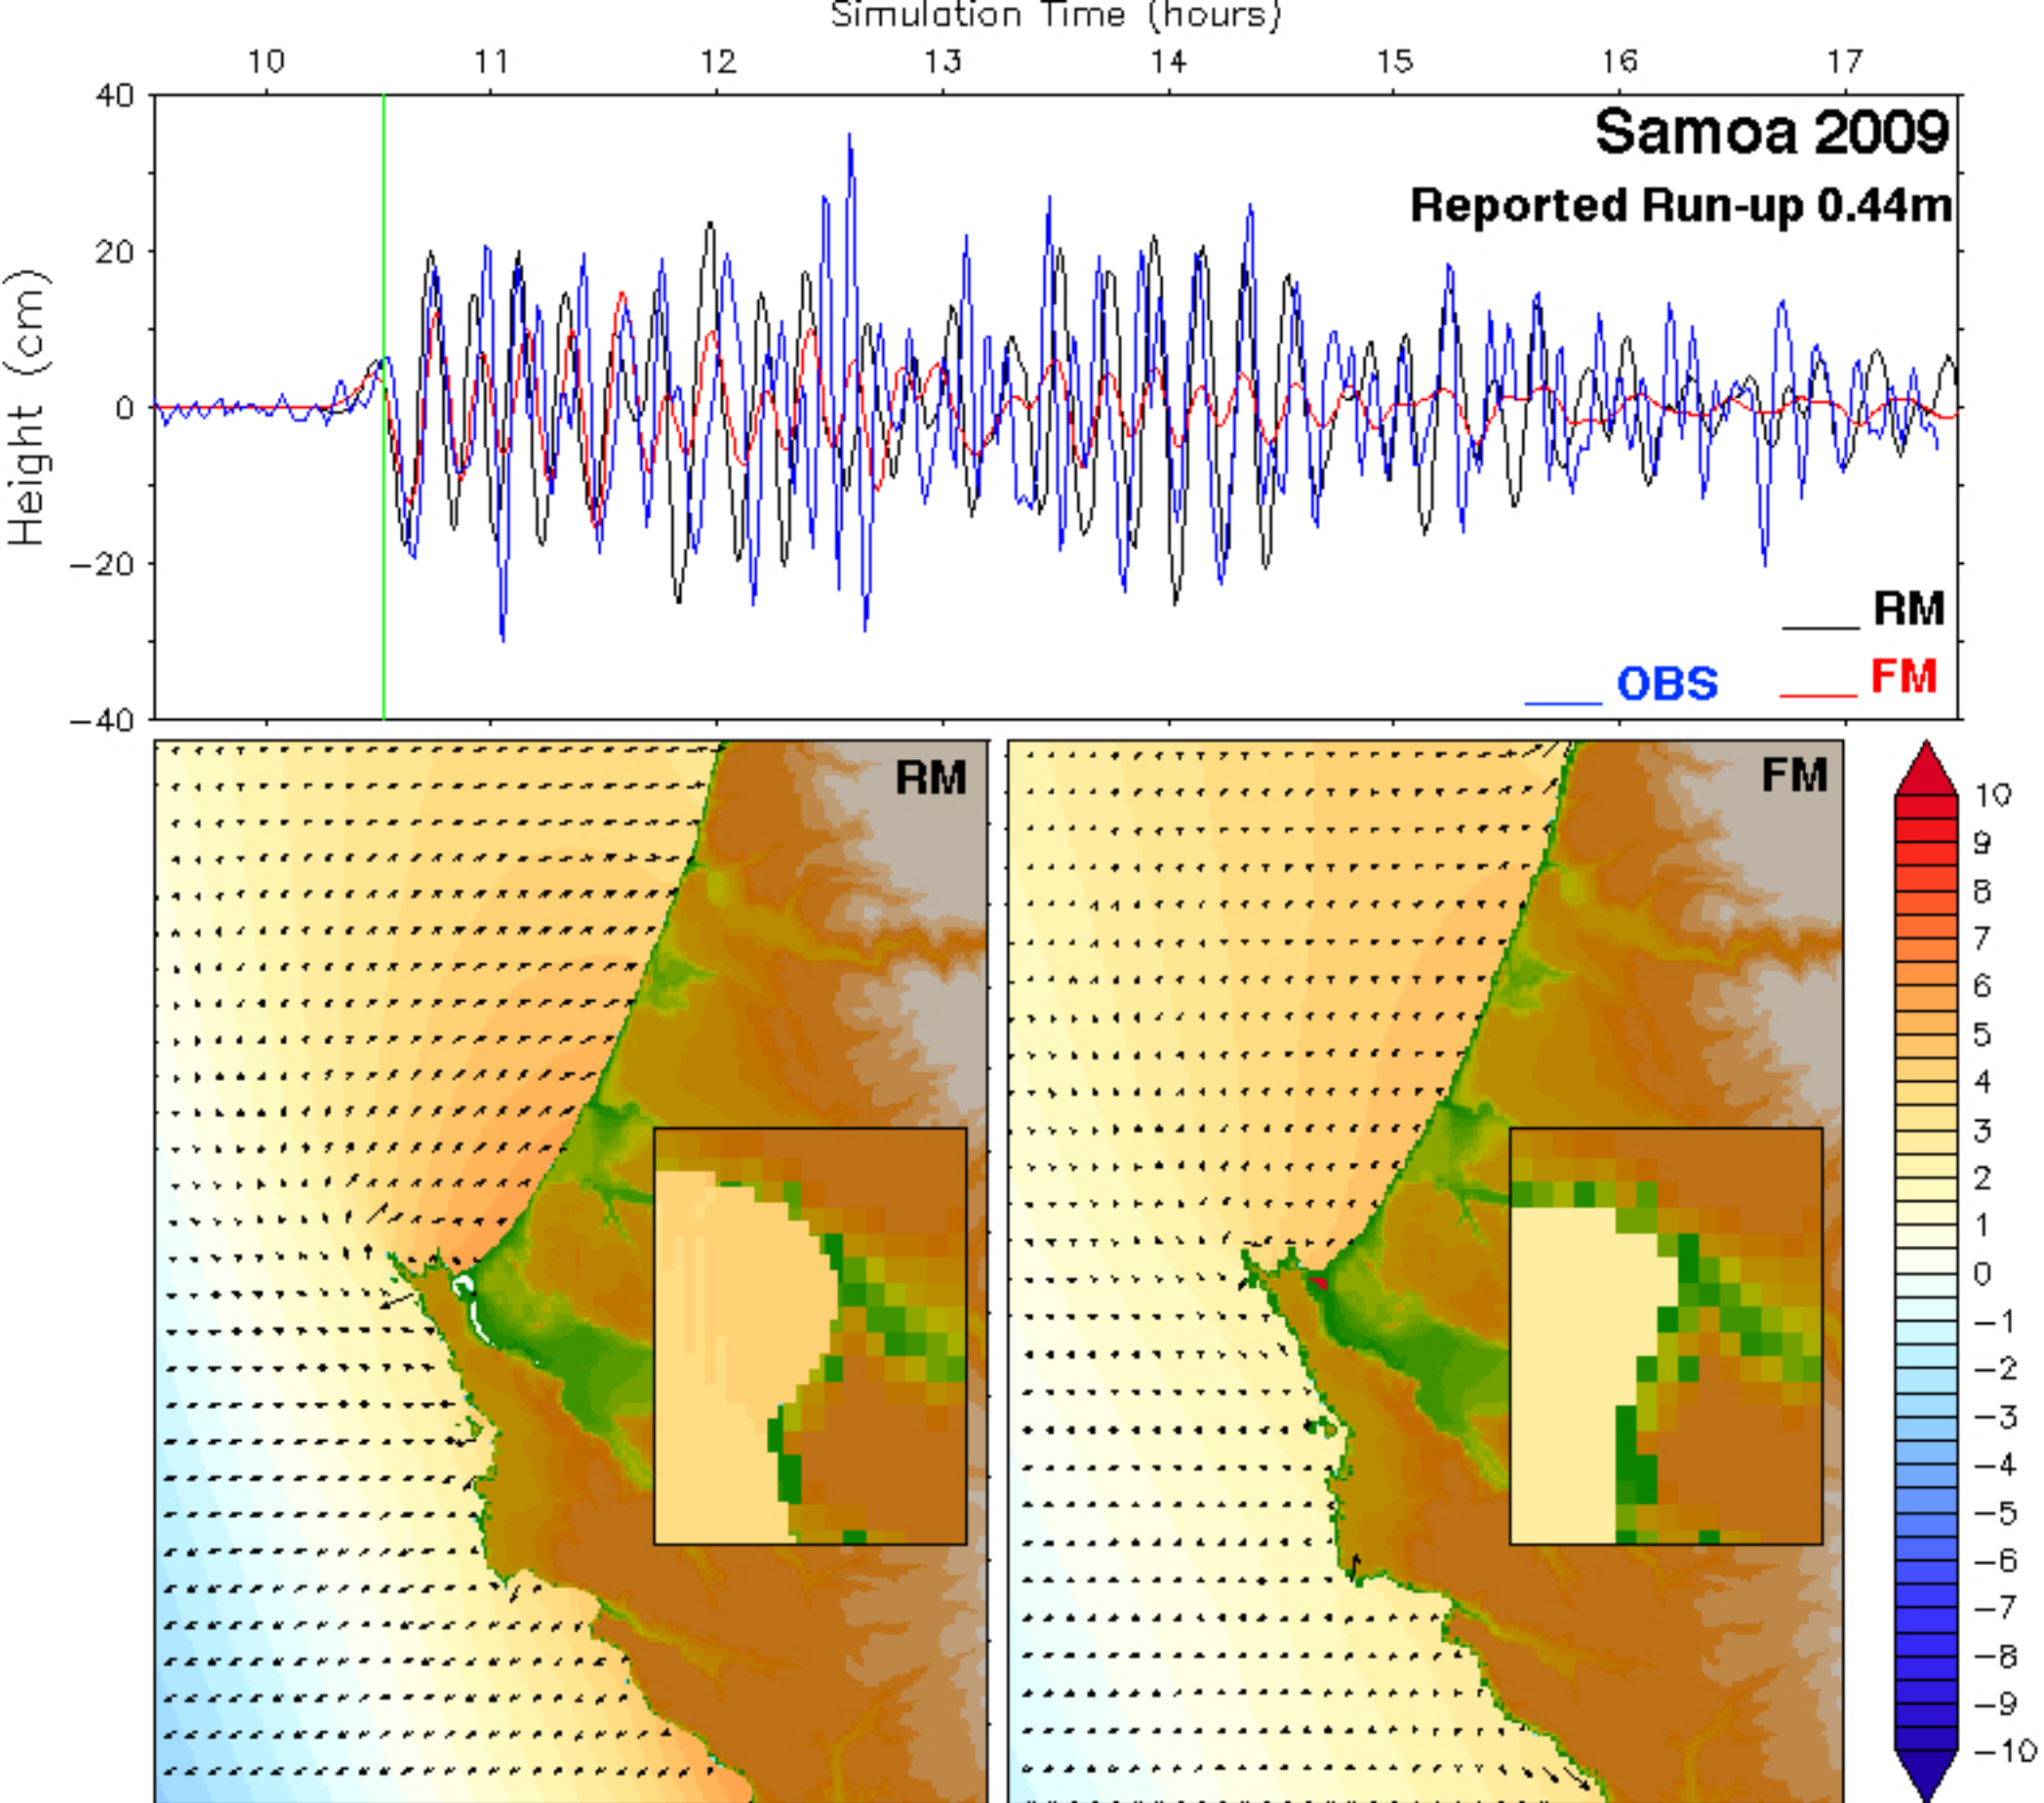 Simulation Time (hours)
10 11 12 13 14 15 16 17
40
Samoa 2009
Reported Run-up 0.44m
20
Height (cm)
0
−20
RM
OBS
FM
−40
RM
FM
10
9
8
7
6
5
4
3
2
1
0
−1
−2
−3
−4
−5
−6
−7
−8
−9
−10